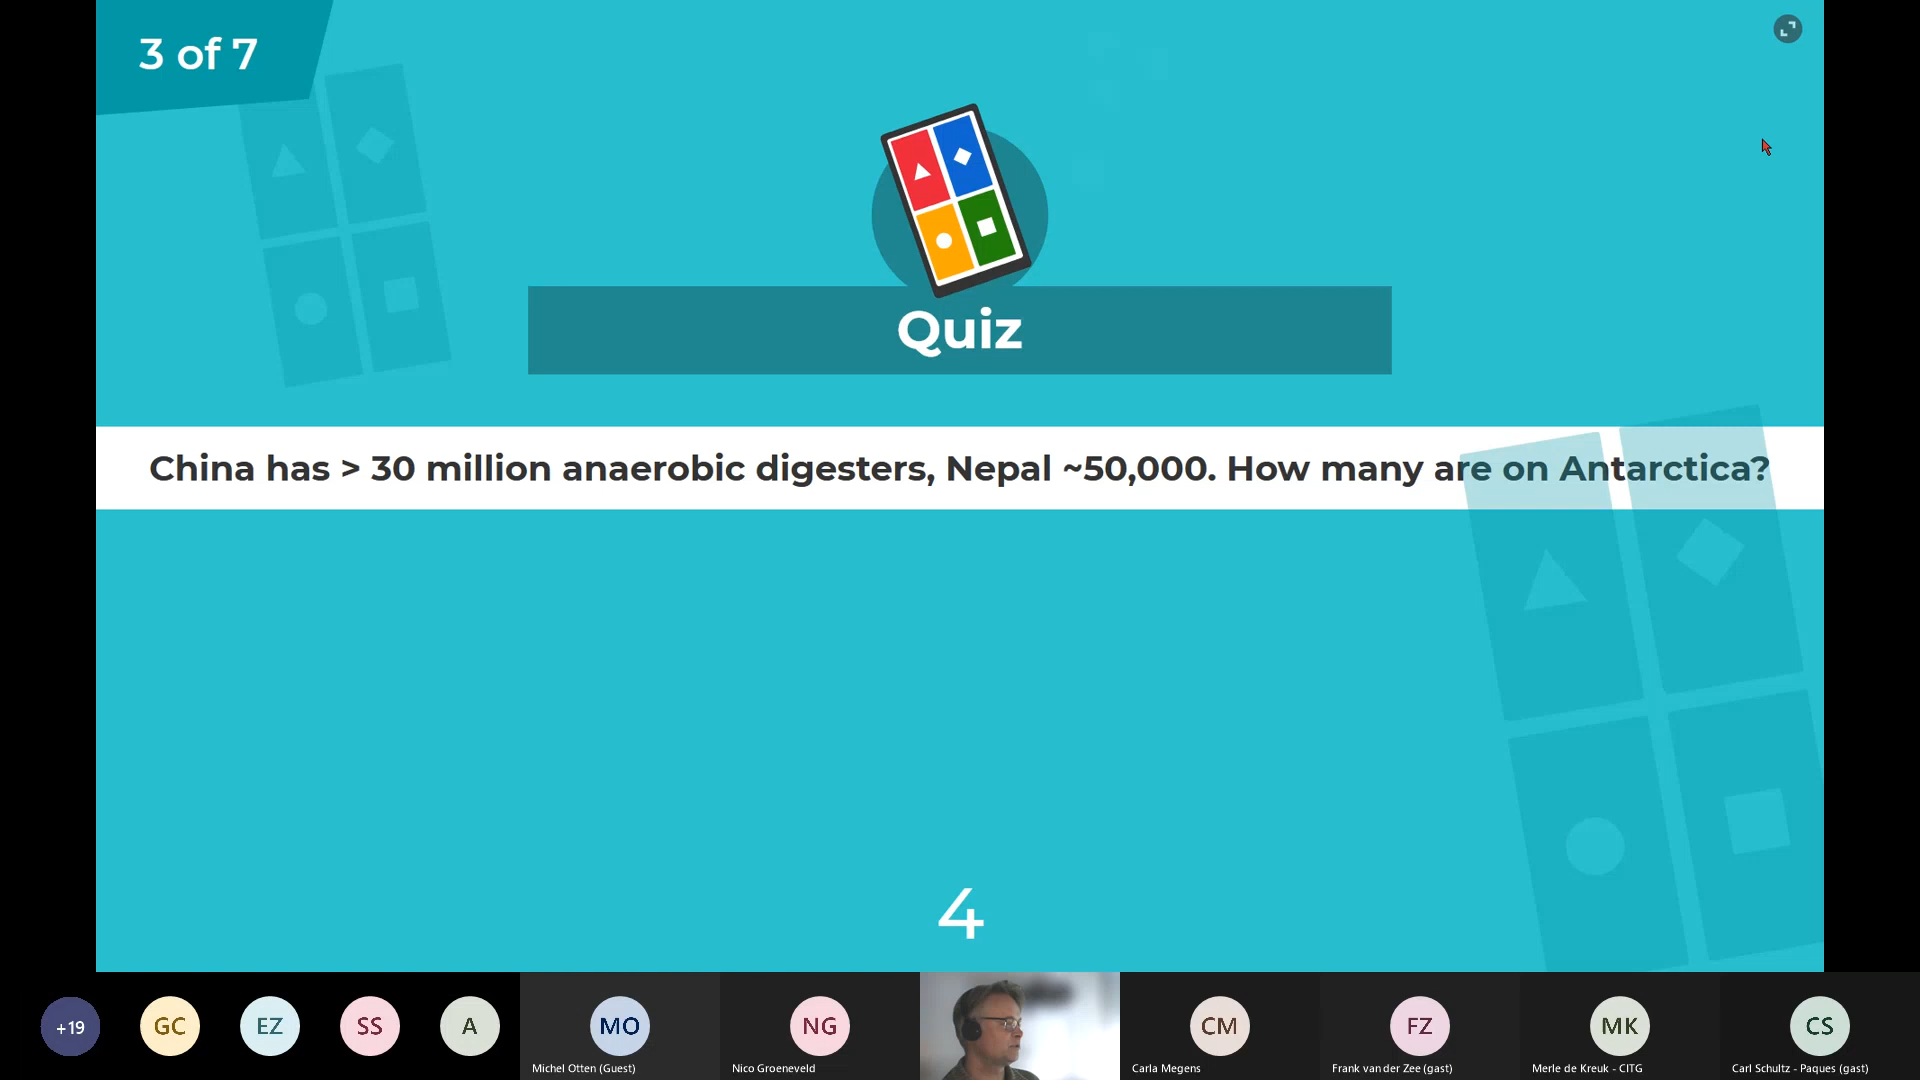 3 of 7
Quiz
China has > 30 million anaerobic digesters, Nepal ~50,000. How many are on Antarctica?
4
+19
GC
EZ
SS
A
MO
NG
CM
FZ
MK
CS
Michel Otten (Guest)
Nico Groeneveld
Carla Megens
Frank van der Zee (gast)
Merle de Kreuk - CITG
Carl Schultz - Paques (gast)